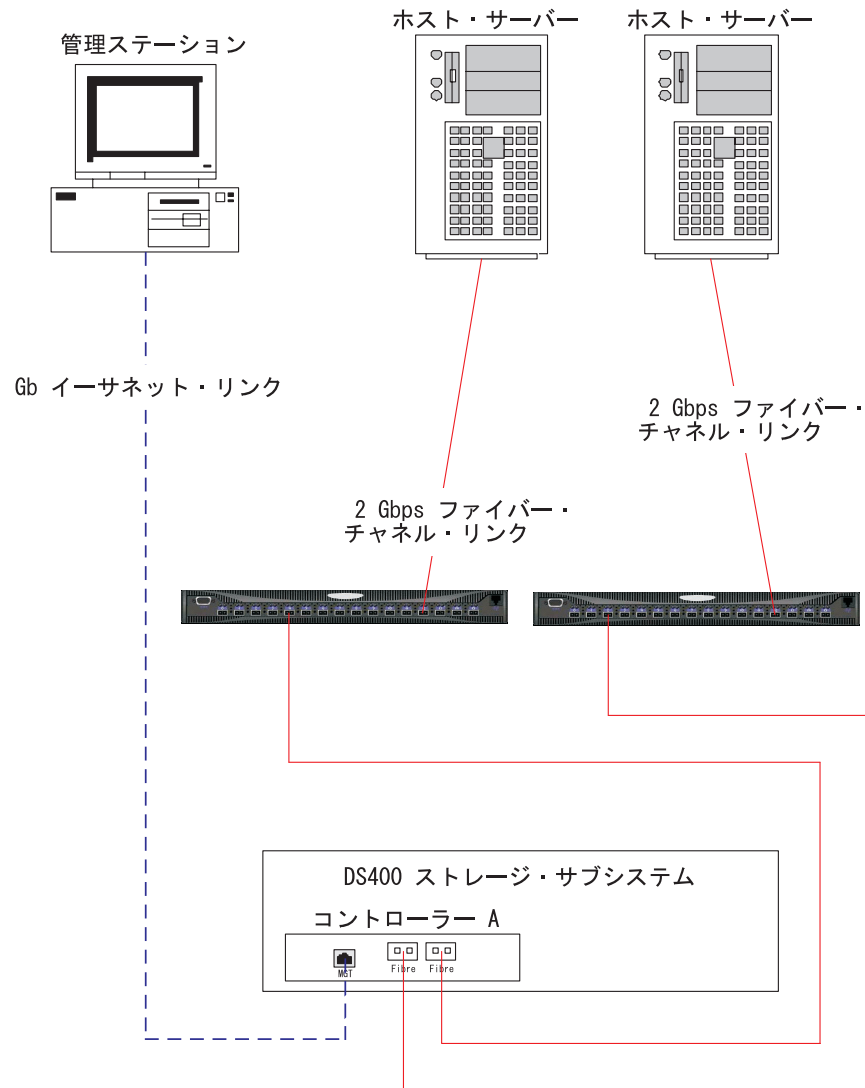 ホスト・サーバー
ホスト・サーバー
管理ステーション
Gb イーサネット・リンク
2 Gbps ファイバー・
チャネル・リンク
2 Gbps ファイバー・
チャネル・リンク
DS400 ストレージ・サブシステム
コントローラー A
MGT
Fibre
Fibre